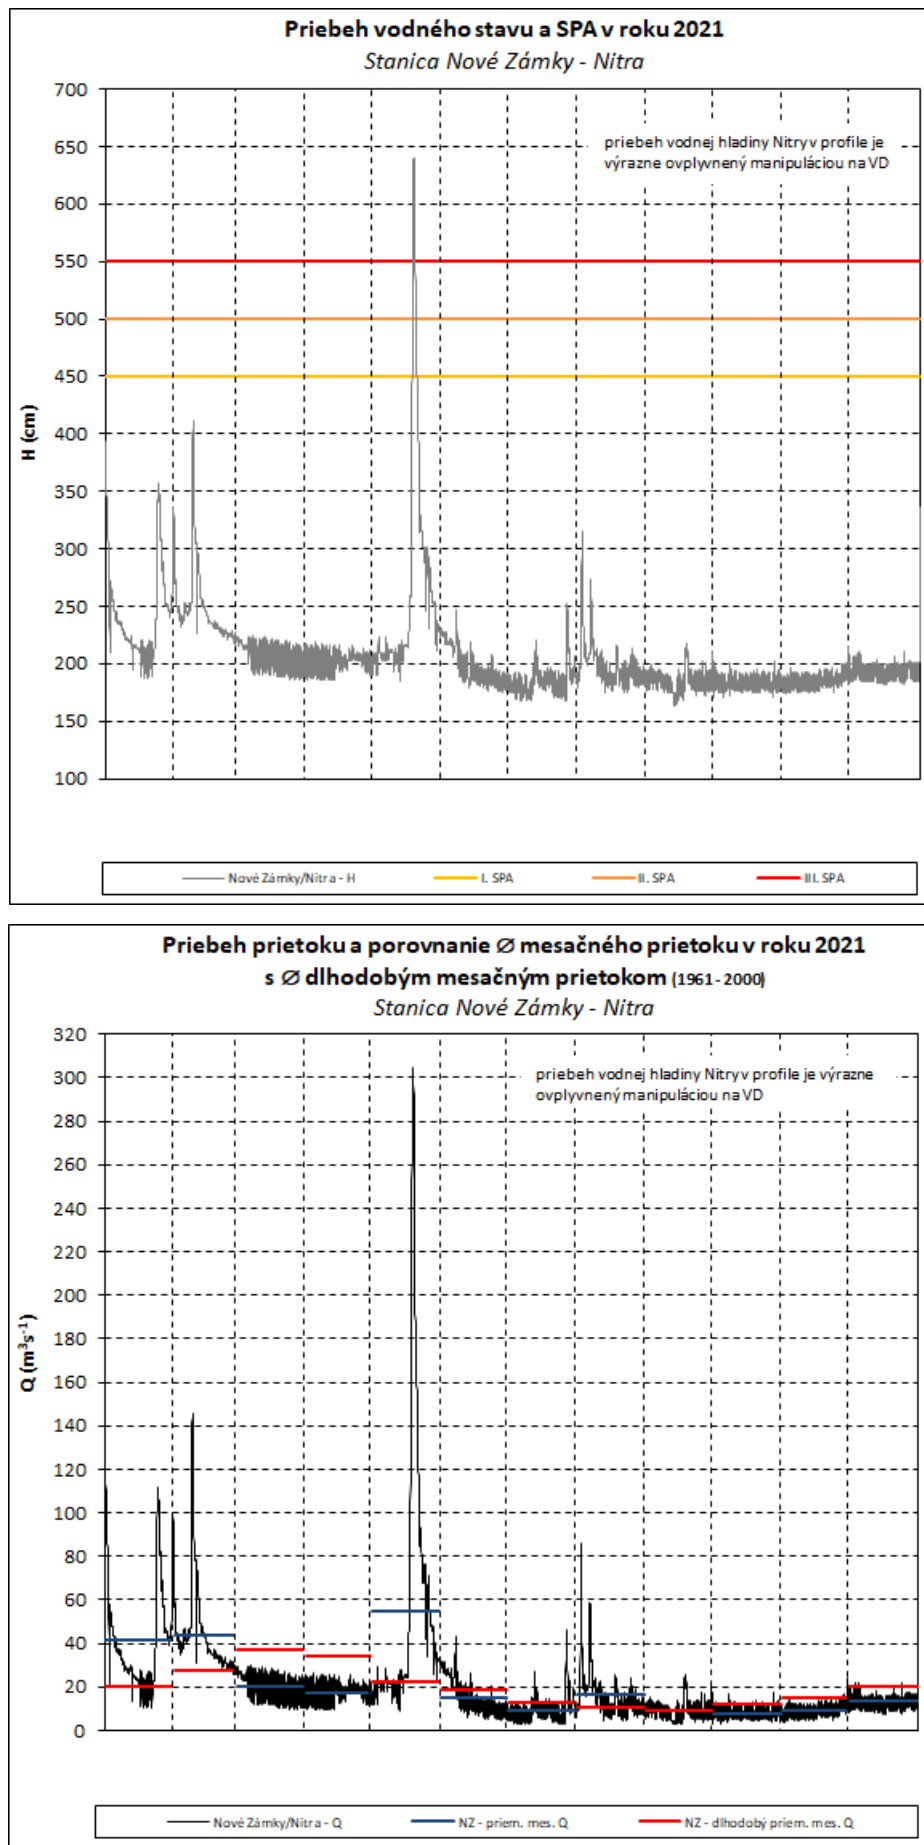 Priebeh vodného stavu a SPA v roku 2021
Stanica Nové Zámky - Nitra
700
650
600
550
500
450
400
350
300
250
200
150
100
H (cm)
priebeh vodnej hladiny Nitry v profile je
výrazne ovplyvnený manipuláciou na VD
Nové Zámky/Nitra - H
I. SPA
II. SPA
III. SPA
Priebeh prietoku a porovnanie Ø mesačného prietoku v roku 2021
s Ø dlhodobým mesačným prietokom (1961 - 2000)
Stanica Nové Zámky - Nitra
320
300
280
260
240
220
200
180
160
140
120
100
80
60
40
20
0
Q (m³s⁻¹)
priebeh vodnej hladiny Nitry v profile je výrazne
ovplyvnený manipuláciou na VD
Nové Zámky/Nitra - Q
NZ - priem. mes. Q
NZ - dlhodobý priem. mes. Q